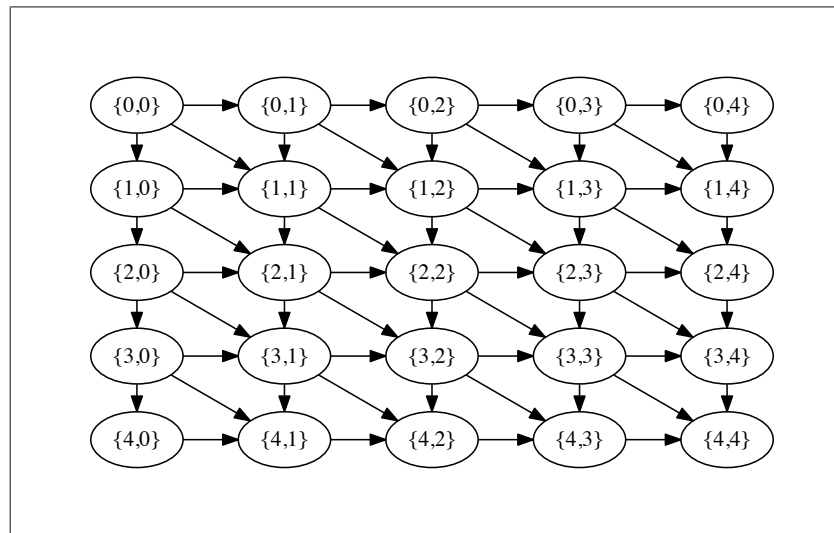 {0,0} {0,1} {0,2} {0,3} {0,4}
{1,0} {1,1} {1,2} {1,3} {1,4}
{2,0} {2,1} {2,2} {2,3} {2,4}
{3,0} {3,1} {3,2} {3,3} {3,4}
{4,0} {4,1} {4,2} {4,3} {4,4}